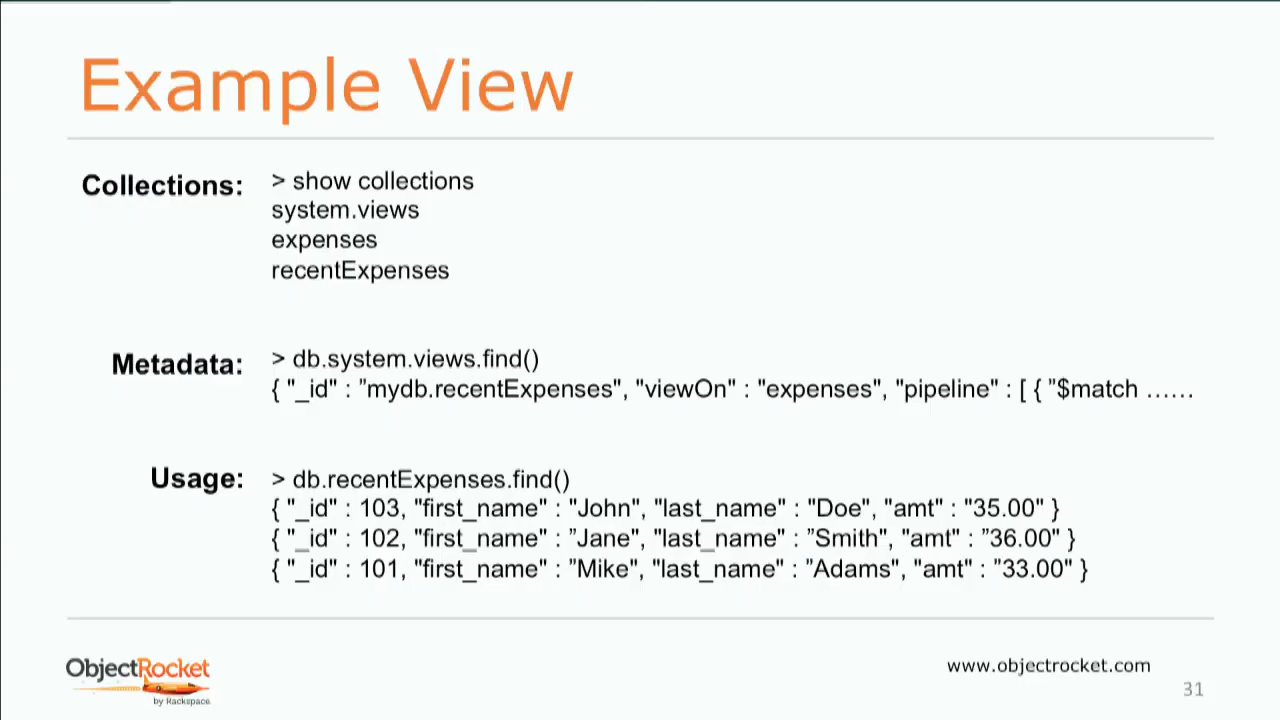 Example View
Collections:
> show collections
system.views
expenses
recentExpenses
Metadata:
> db.system.views.find()
{ "_id" : ”mydb.recentExpenses", "viewOn" : "expenses", "pipeline" : [ { ”$match ……
Usage:
> db.recentExpenses.find()
{ "_id" : 103, "first_name" : "John", "last_name" : "Doe", "amt" : "35.00" }
{ "_id" : 102, "first_name" : ”Jane", "last_name" : ”Smith", "amt" : ”36.00" }
{ "_id" : 101, "first_name" : ”Mike", "last_name" : ”Adams", "amt" : ”33.00" }
ObjectRocket
by Rackspace
www.objectrocket.com
31